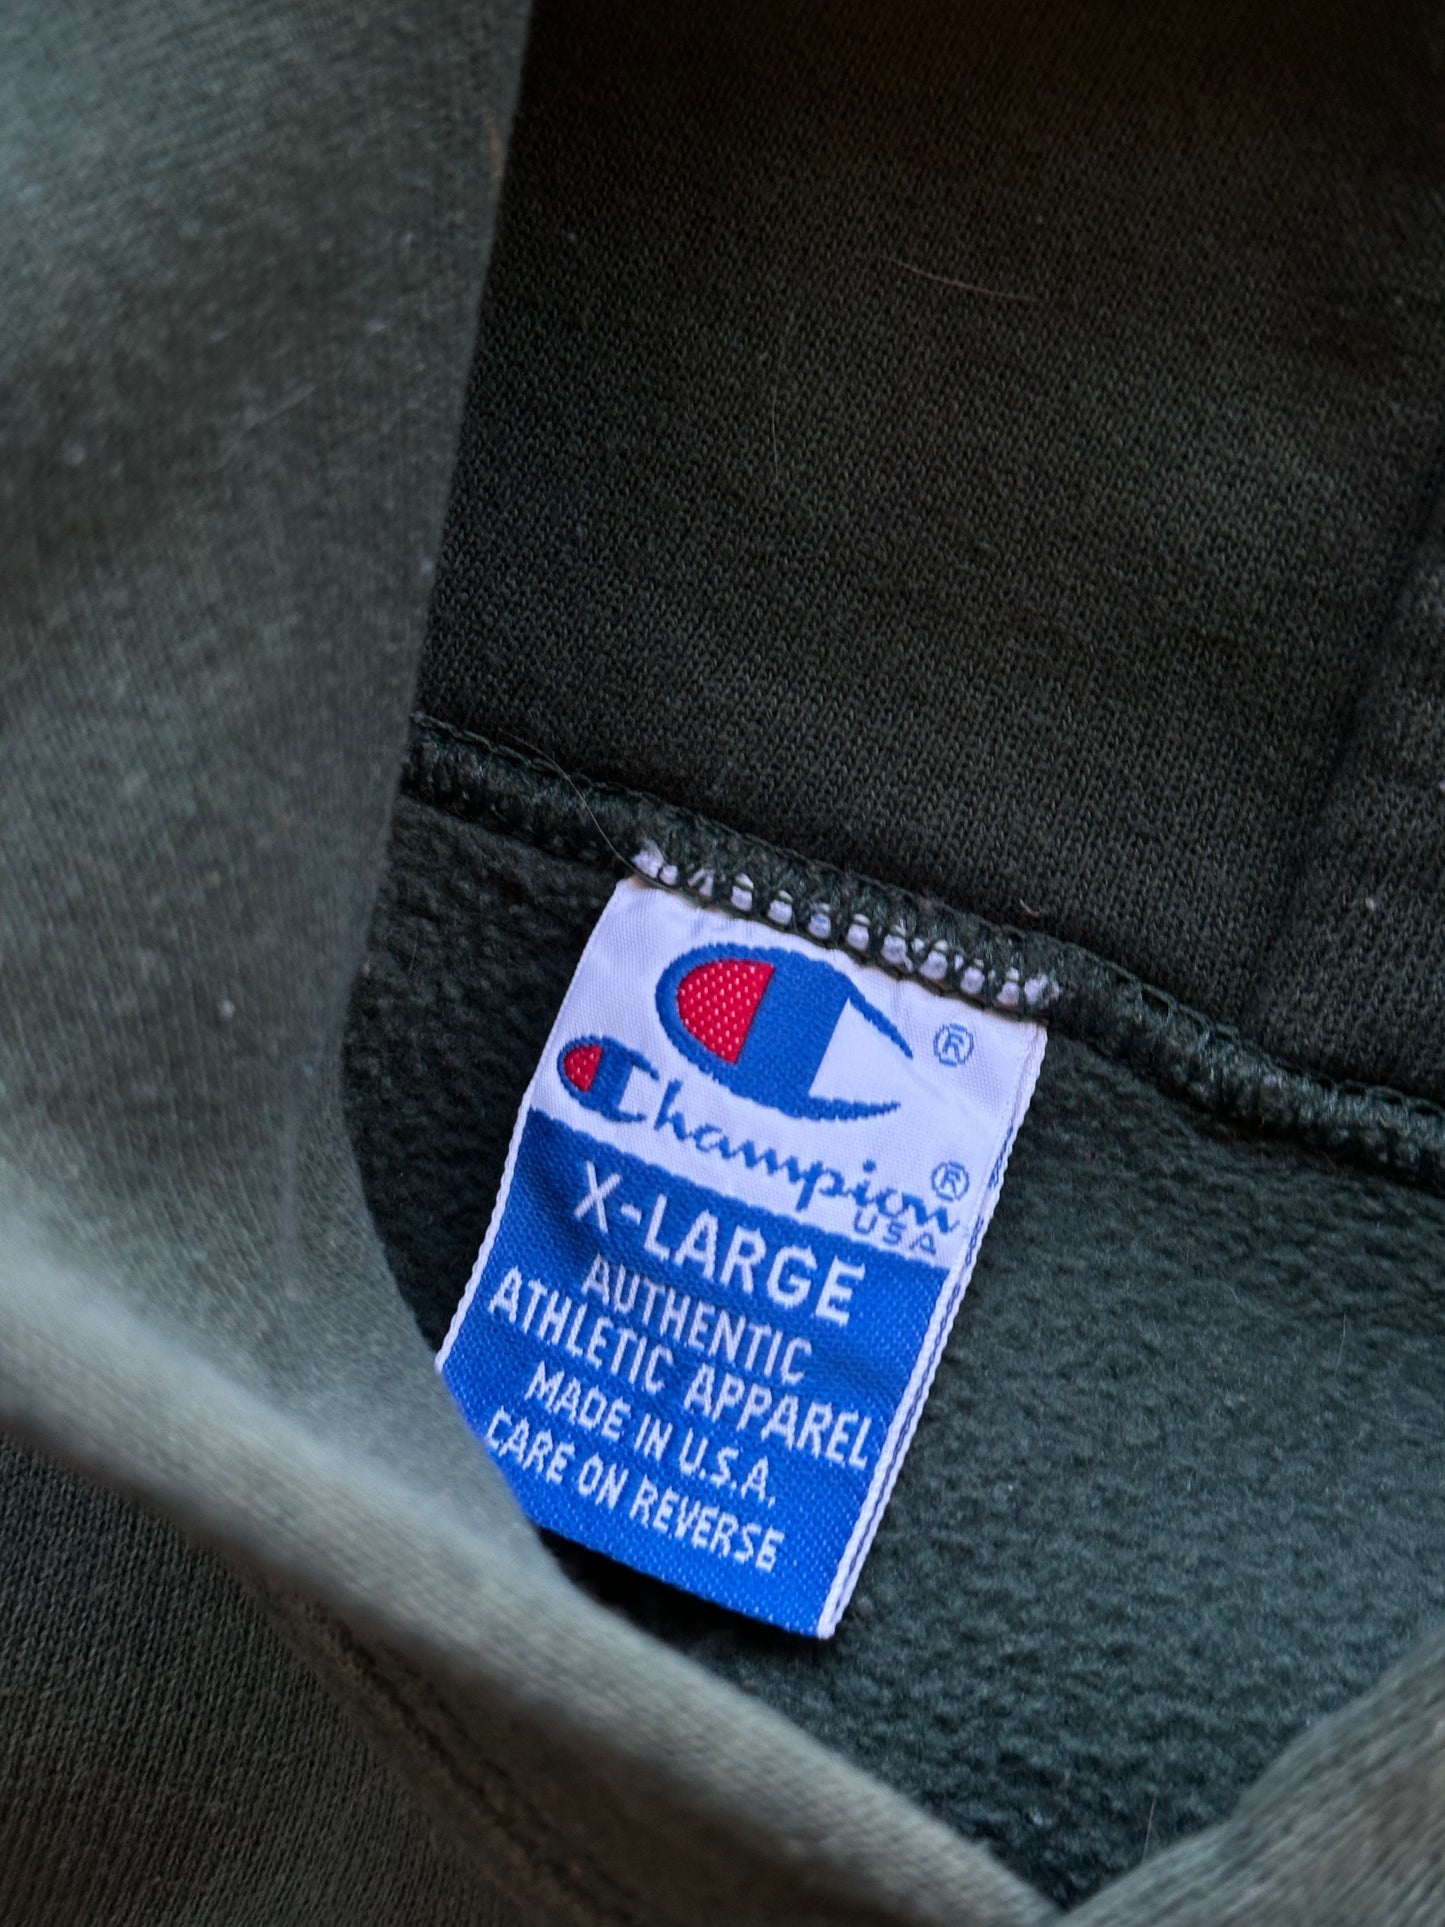 ®
Champion®
USA
X-LARGE
AUTHENTIC
ATHLETIC APPAREL
MADE IN U.S.A.
CARE ON REVERSE